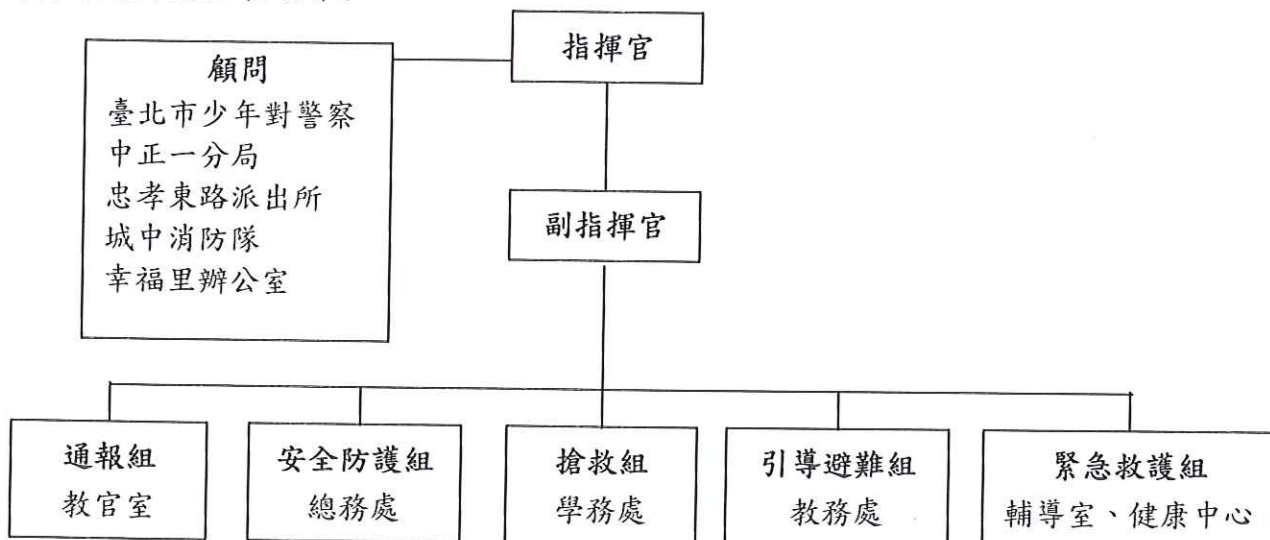 指揮官
顧問
臺北市少年對警察
中正一分局
忠孝東路派出所
城中消防隊
幸福里辦公室
副指揮官
通報組
教官室
安全防護組
總務處
搶救組
學務處
引導避難組
教務處
緊急救護組
輔導室、健康中心